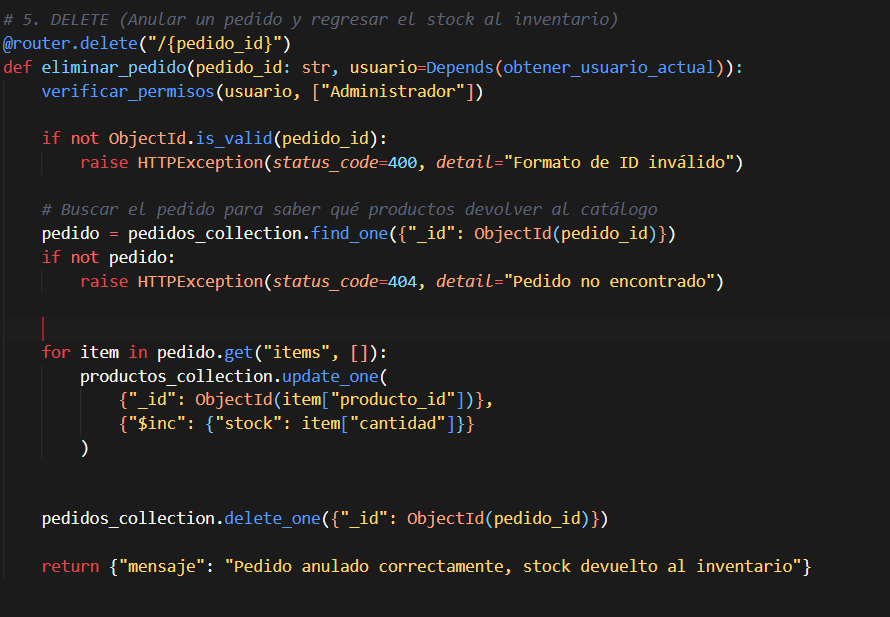 # 5. DELETE (Anular un pedido y regresar el stock al inventario)
@router.delete("/{pedido_id}")
def eliminar_pedido(pedido_id: str, usuario=Depends(obtener_usuario_actual)):
    verificar_permisos(usuario, ["Administrador"])

    if not ObjectId.is_valid(pedido_id):
        raise HTTPException(status_code=400, detail="Formato de ID inválido")

    # Buscar el pedido para saber qué productos devolver al catálogo
    pedido = pedidos_collection.find_one({"_id": ObjectId(pedido_id)})
    if not pedido:
        raise HTTPException(status_code=404, detail="Pedido no encontrado")

    for item in pedido.get("items", []):
        productos_collection.update_one(
            {"_id": ObjectId(item["producto_id"])},
            {"$inc": {"stock": item["cantidad"]}}
        )

    pedidos_collection.delete_one({"_id": ObjectId(pedido_id)})

    return {"mensaje": "Pedido anulado correctamente, stock devuelto al inventario"}